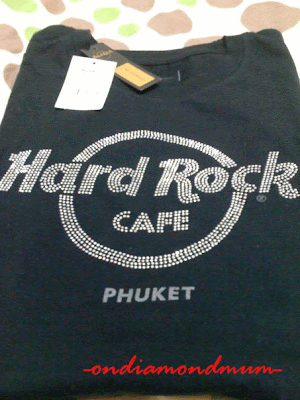 Hard Rock ®
CAFE
PHUKET
-ondiamondmum-